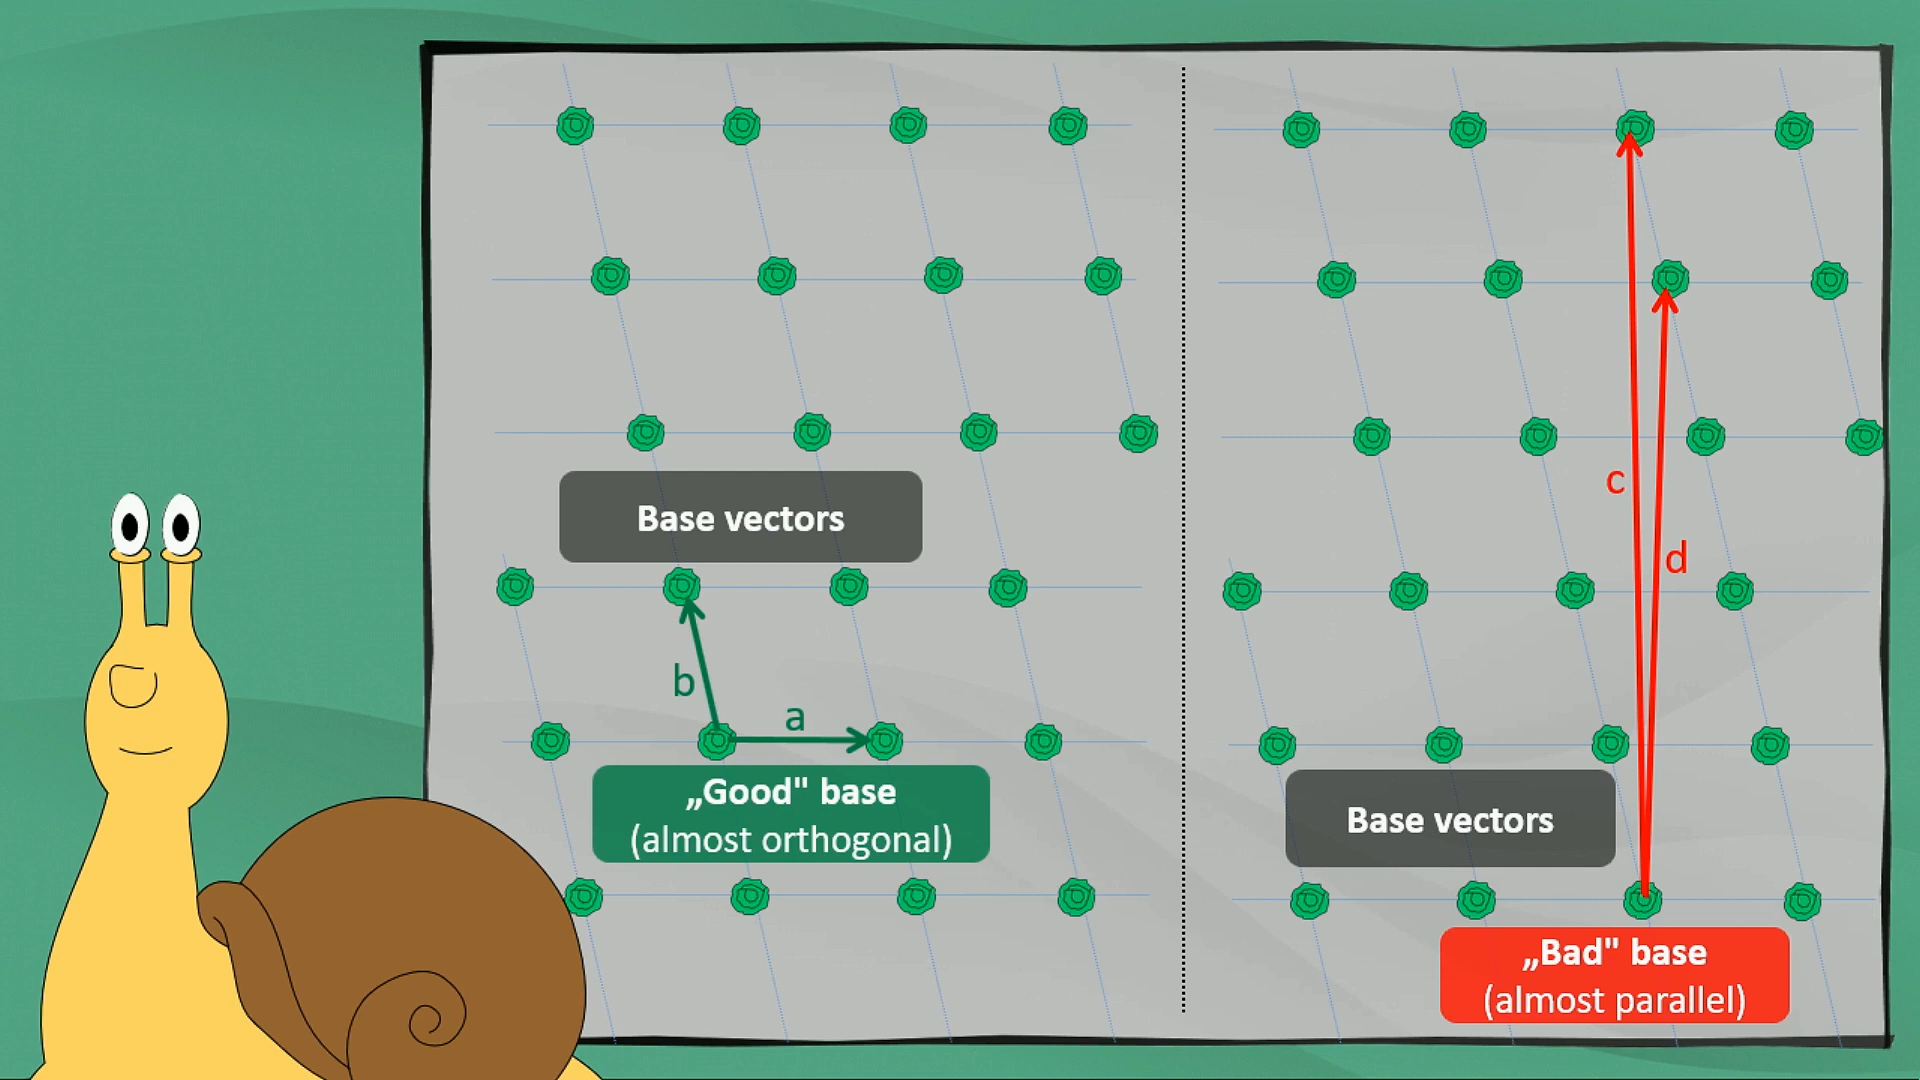 Base vectors
b
a
„Good" base
(almost orthogonal)
c
d
Base vectors
„Bad" base
(almost parallel)